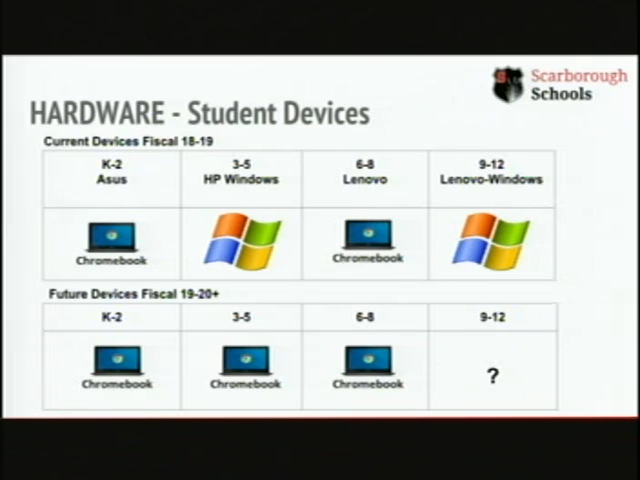 Scarborough
Schools
HARDWARE - Student Devices
Current Devices Fiscal 18-19
K-2 3-5 6-8 9-12
Asus HP Windows Lenovo Lenovo-Windows
Chromebook Chromebook
Future Devices Fiscal 19-20+
K-2 3-5 6-8 9-12
Chromebook Chromebook Chromebook ?